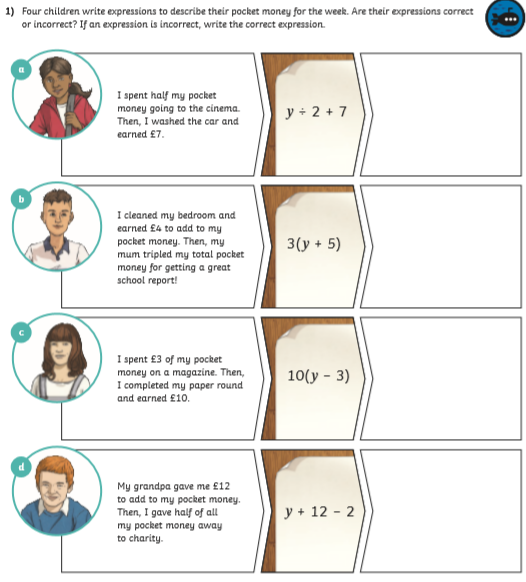 1) Four children write expressions to describe their pocket money for the week. Are their expressions correct
or incorrect? If an expression is incorrect, write the correct expression.
a
I spent half my pocket
money going to the cinema.
Then, I washed the car and
earned £7.
y ÷ 2 + 7
b
I cleaned my bedroom and
earned £4 to add to my
pocket money. Then, my
mum tripled my total pocket
money for getting a great
school report!
3(y + 5)
c
I spent £3 of my pocket
money on a magazine. Then,
I completed my paper round
and earned £10.
10(y − 3)
d
My grandpa gave me £12
to add to my pocket money.
Then, I gave half of all
my pocket money away
to charity.
y + 12 − 2